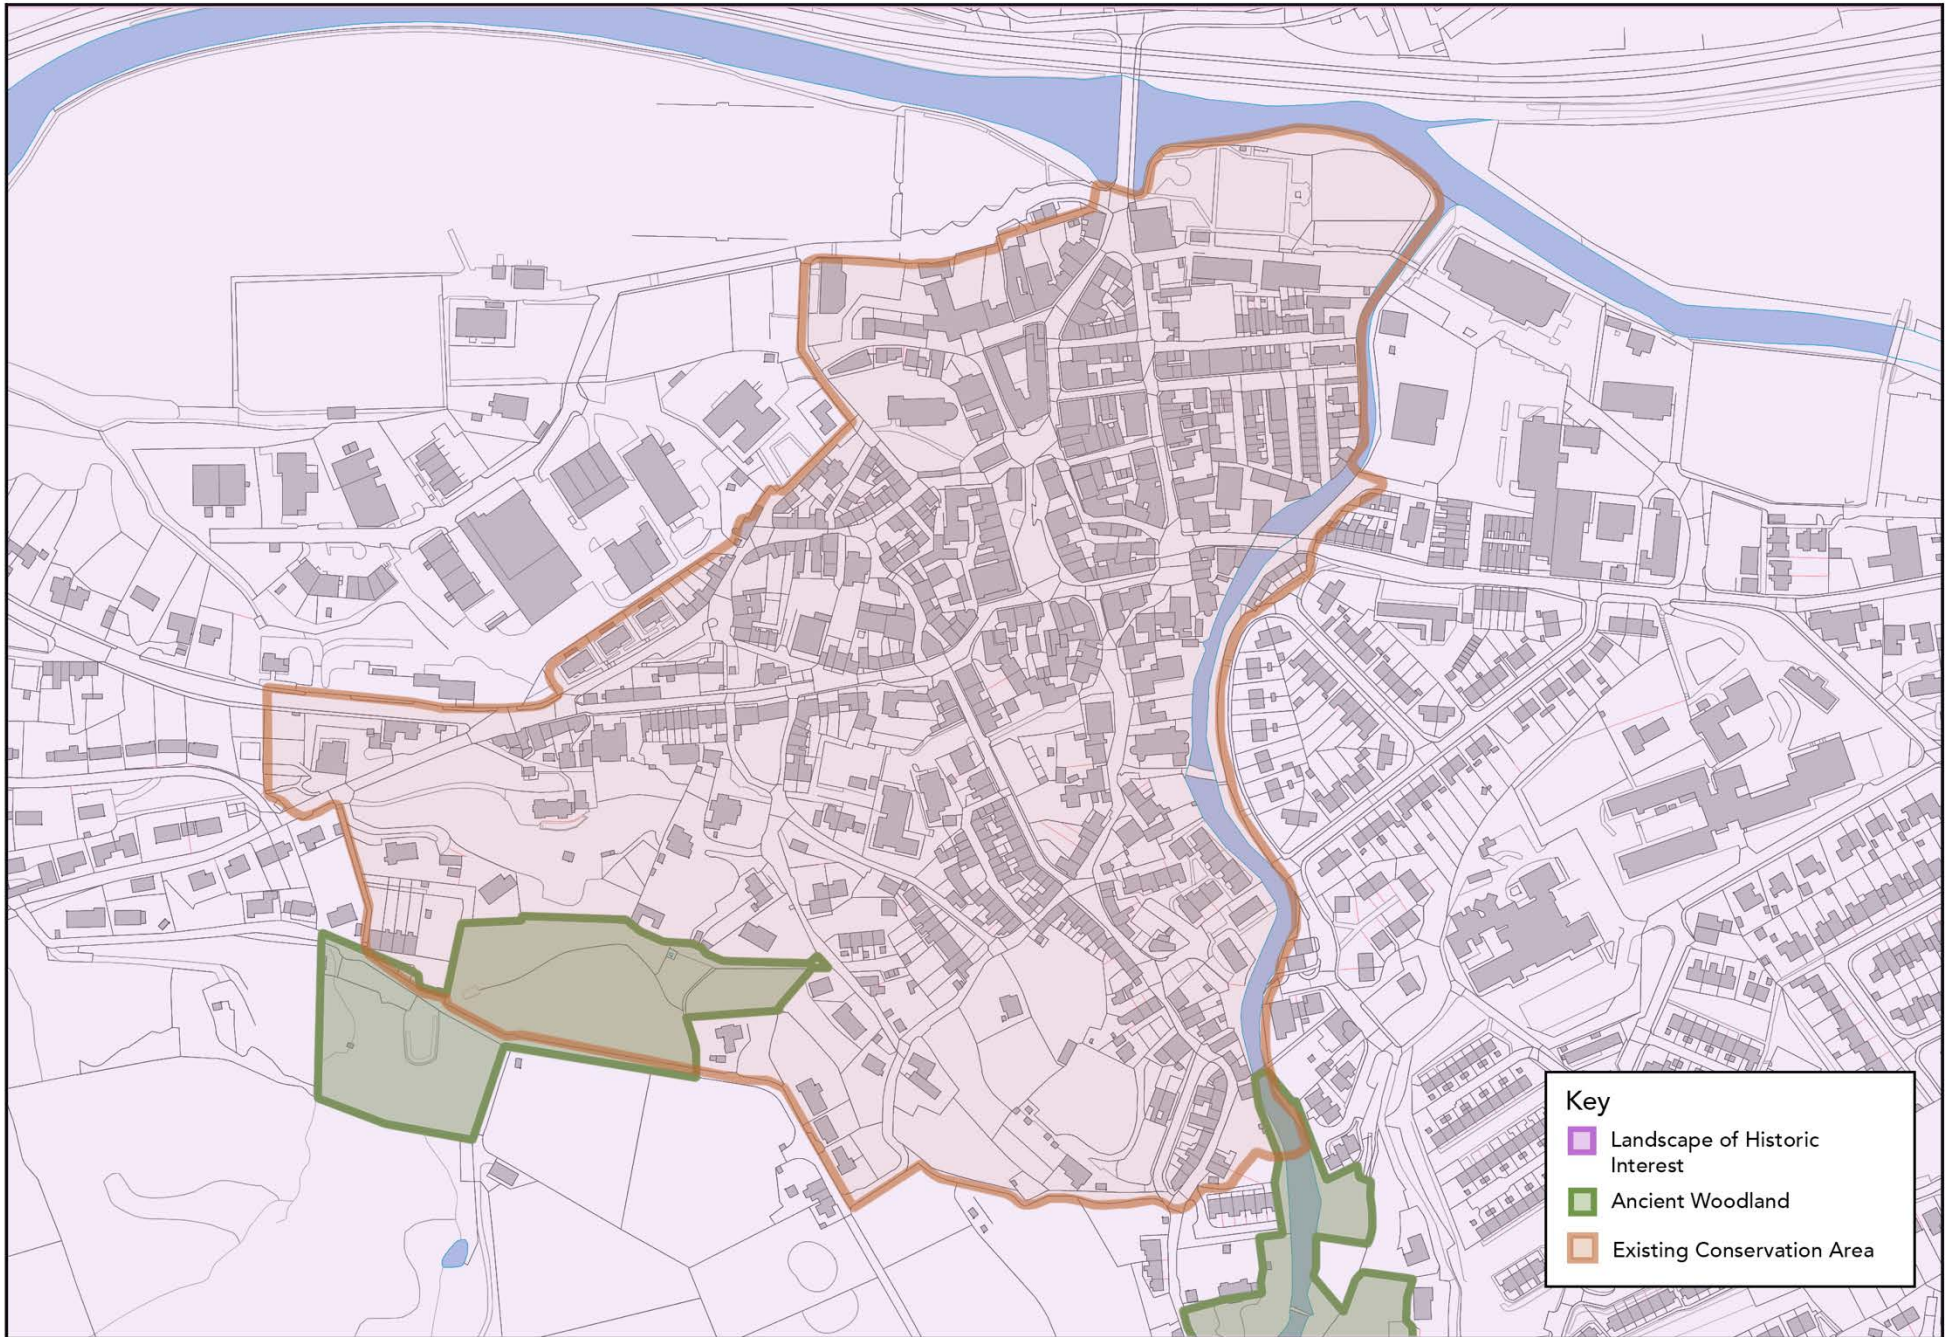 Key
Landscape of Historic
Interest
Ancient Woodland
Existing Conservation Area